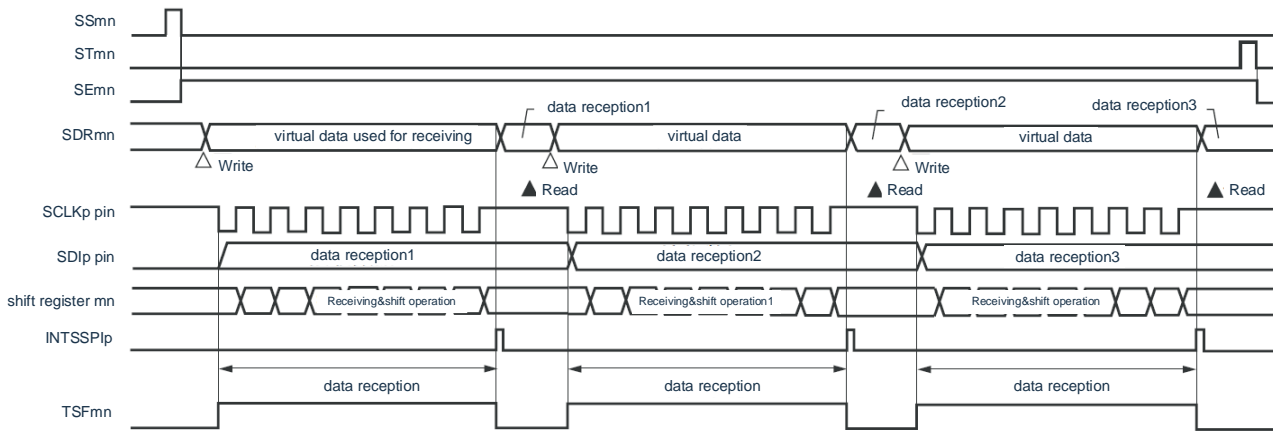 SSmn
STmn
SEmn
data reception1
data reception2
data reception3
SDRmn
virtual data used for receiving
virtual data
virtual data
Write
Write
Write
Read
Read
Read
SCLKp pin
SDIp pin
data reception1
data reception2
data reception3
shift register mn
Receiving&shift operation
Receiving&shift operation1
Receiving&shift operation
INTSSPIp
data reception
data reception
data reception
TSFmn